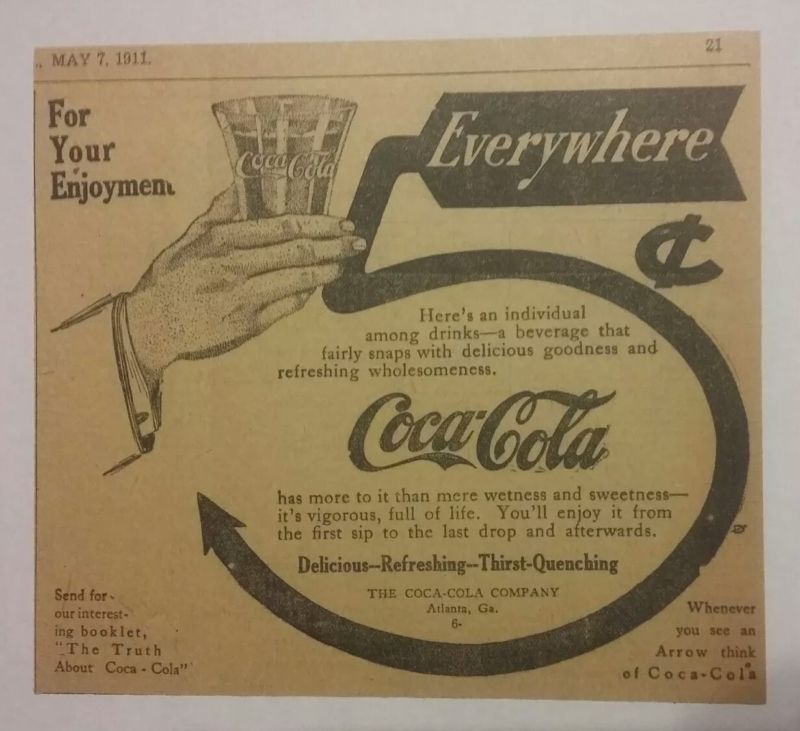 ., MAY 7, 1911.
21
For
Your
Enjoyment
Coca-Cola
Everywhere
5¢
Here's an individual
among drinks—a beverage that
fairly snaps with delicious goodness and
refreshing wholesomeness.
Coca-Cola
has more to it than mere wetness and sweetness—
it's vigorous, full of life. You'll enjoy it from
the first sip to the last drop and afterwards.
Delicious--Refreshing--Thirst-Quenching
THE COCA-COLA COMPANY
Atlanta, Ga.
6-
Send for
our interest-
ing booklet,
"The Truth
About Coca-Cola"
Whenever
you see an
Arrow think
of Coca-Cola